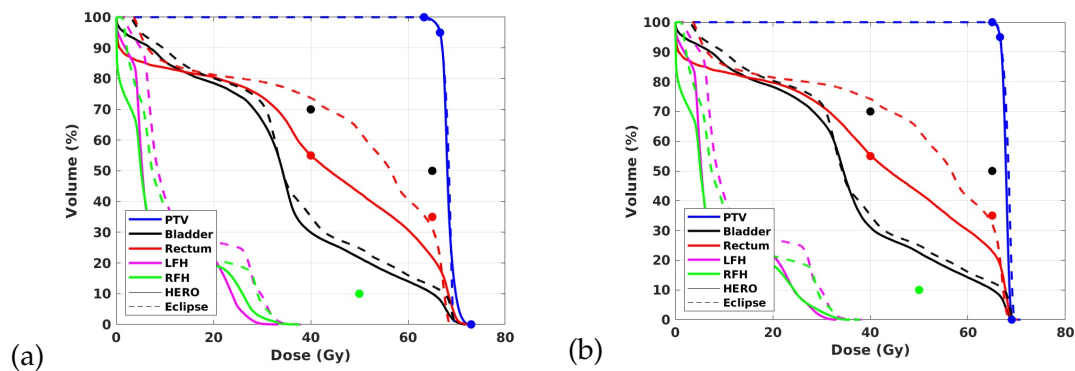 100
90
80
70
60
50
40
30
20
10
0
Volume (%)
PTV
Bladder
Rectum
LFH
RFH
HERO
Eclipse
0 20 40 60 80
Dose (Gy)
(a)
100
90
80
70
60
50
40
30
20
10
0
Volume (%)
PTV
Bladder
Rectum
LFH
RFH
HERO
Eclipse
0 20 40 60 80
Dose (Gy)
(b)